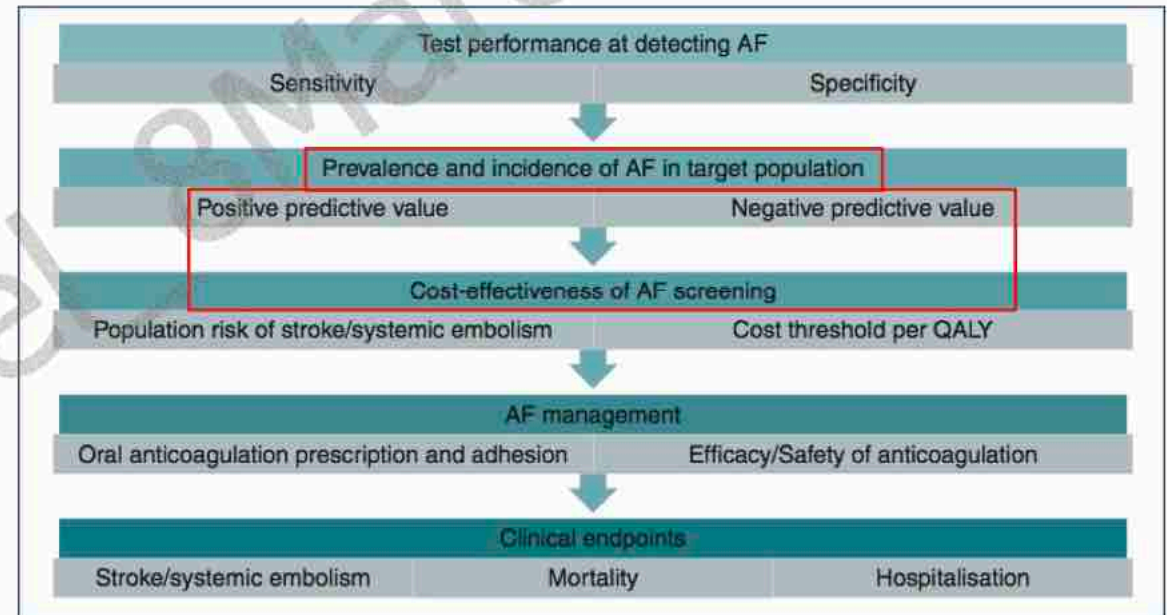 Test performance at detecting AF
Sensitivity Specificity
Prevalence and incidence of AF in target population
Positive predictive value Negative predictive value
Cost-effectiveness of AF screening
Population risk of stroke/systemic embolism Cost threshold per QALY
AF management
Oral anticoagulation prescription and adhesion Efficacy/Safety of anticoagulation
Clinical endpoints
Stroke/systemic embolism Mortality Hospitalisation